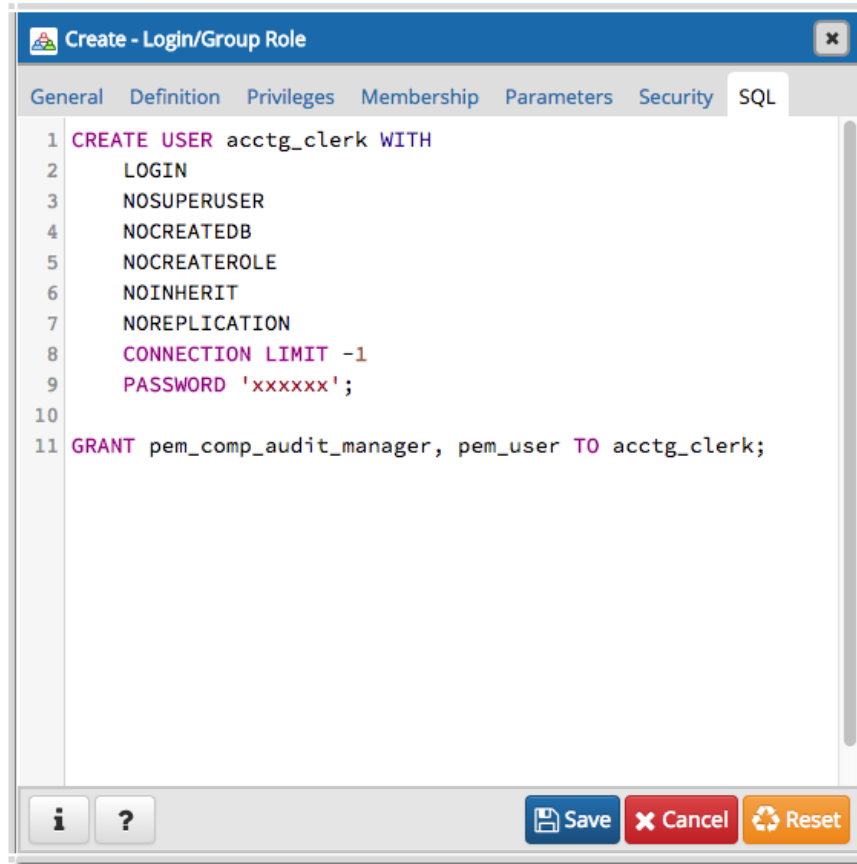 Create - Login/Group Role
General Definition Privileges Membership Parameters Security SQL
1 CREATE USER acctg_clerk WITH
2 LOGIN
3 NOSUPERUSER
4 NOCREATEDB
5 NOCREATEROLE
6 NOINHERIT
7 NOREPLICATION
8 CONNECTION LIMIT -1
9 PASSWORD 'xxxxxx';
10
11 GRANT pem_comp_audit_manager, pem_user TO acctg_clerk;
i ? Save Cancel Reset